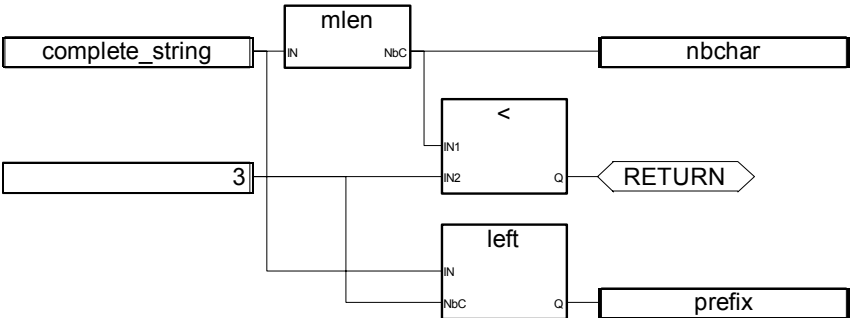 mlen
complete_string
IN
NbC
nbchar
<
IN1
3
IN2
Q
RETURN
left
IN
NbC
Q
prefix